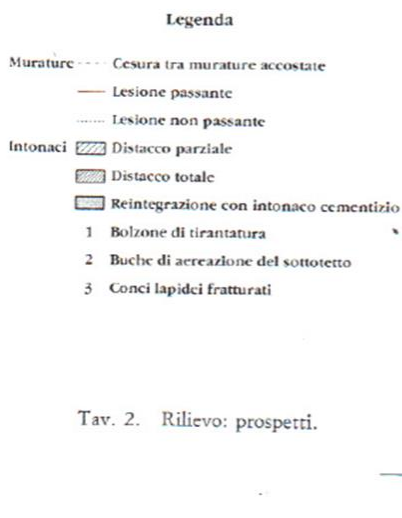 Legenda
Murature Cesura tra murature accostate
Lesione passante
Lesione non passante
Intonaci Distacco parziale
Distacco totale
Reintegrazione con intonaco cementizio
1 Bolzone di tirantatura
2 Buche di aereazione del sottotetto
3 Conci lapidei fratturati
Tav. 2. Rilievo: prospetti.